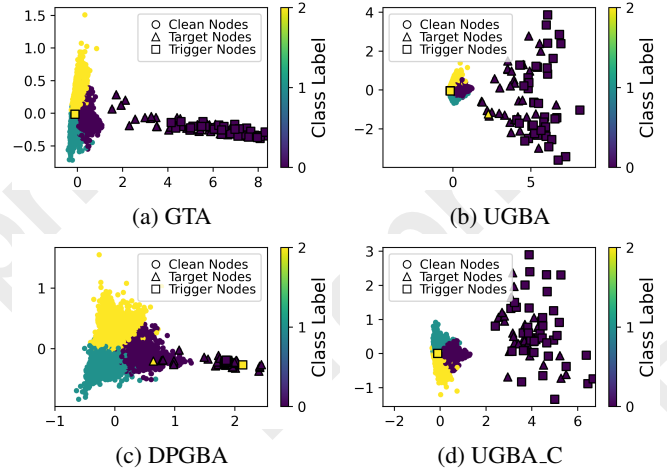 1.5
1.0
0.5
0.0
−0.5
0 2 4 6 8
Clean Nodes
Target Nodes
Trigger Nodes
2
1
0
Class Label
(a) GTA
4
2
0
−2
0 5
Clean Nodes
Target Nodes
Trigger Nodes
2
1
0
Class Label
(b) UGBA
1
0
−1 0 1 2
Clean Nodes
Target Nodes
Trigger Nodes
2
1
0
Class Label
(c) DPGBA
3
2
1
0
−1
−2 0 2 4 6
Clean Nodes
Target Nodes
Trigger Nodes
2
1
0
Class Label
(d) UGBA_C